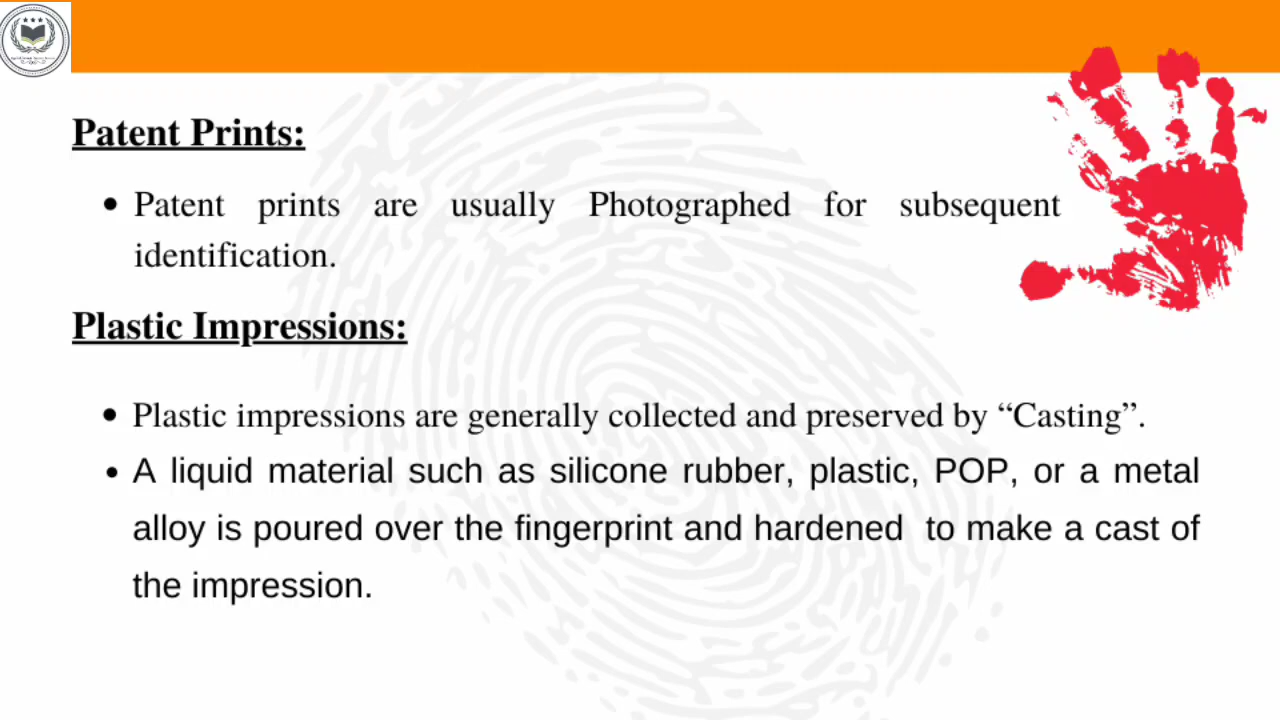 Patent Prints:
• Patent prints are usually Photographed for subsequent
identification.
Plastic Impressions:
• Plastic impressions are generally collected and preserved by “Casting”.
• A liquid material such as silicone rubber, plastic, POP, or a metal
alloy is poured over the fingerprint and hardened to make a cast of
the impression.